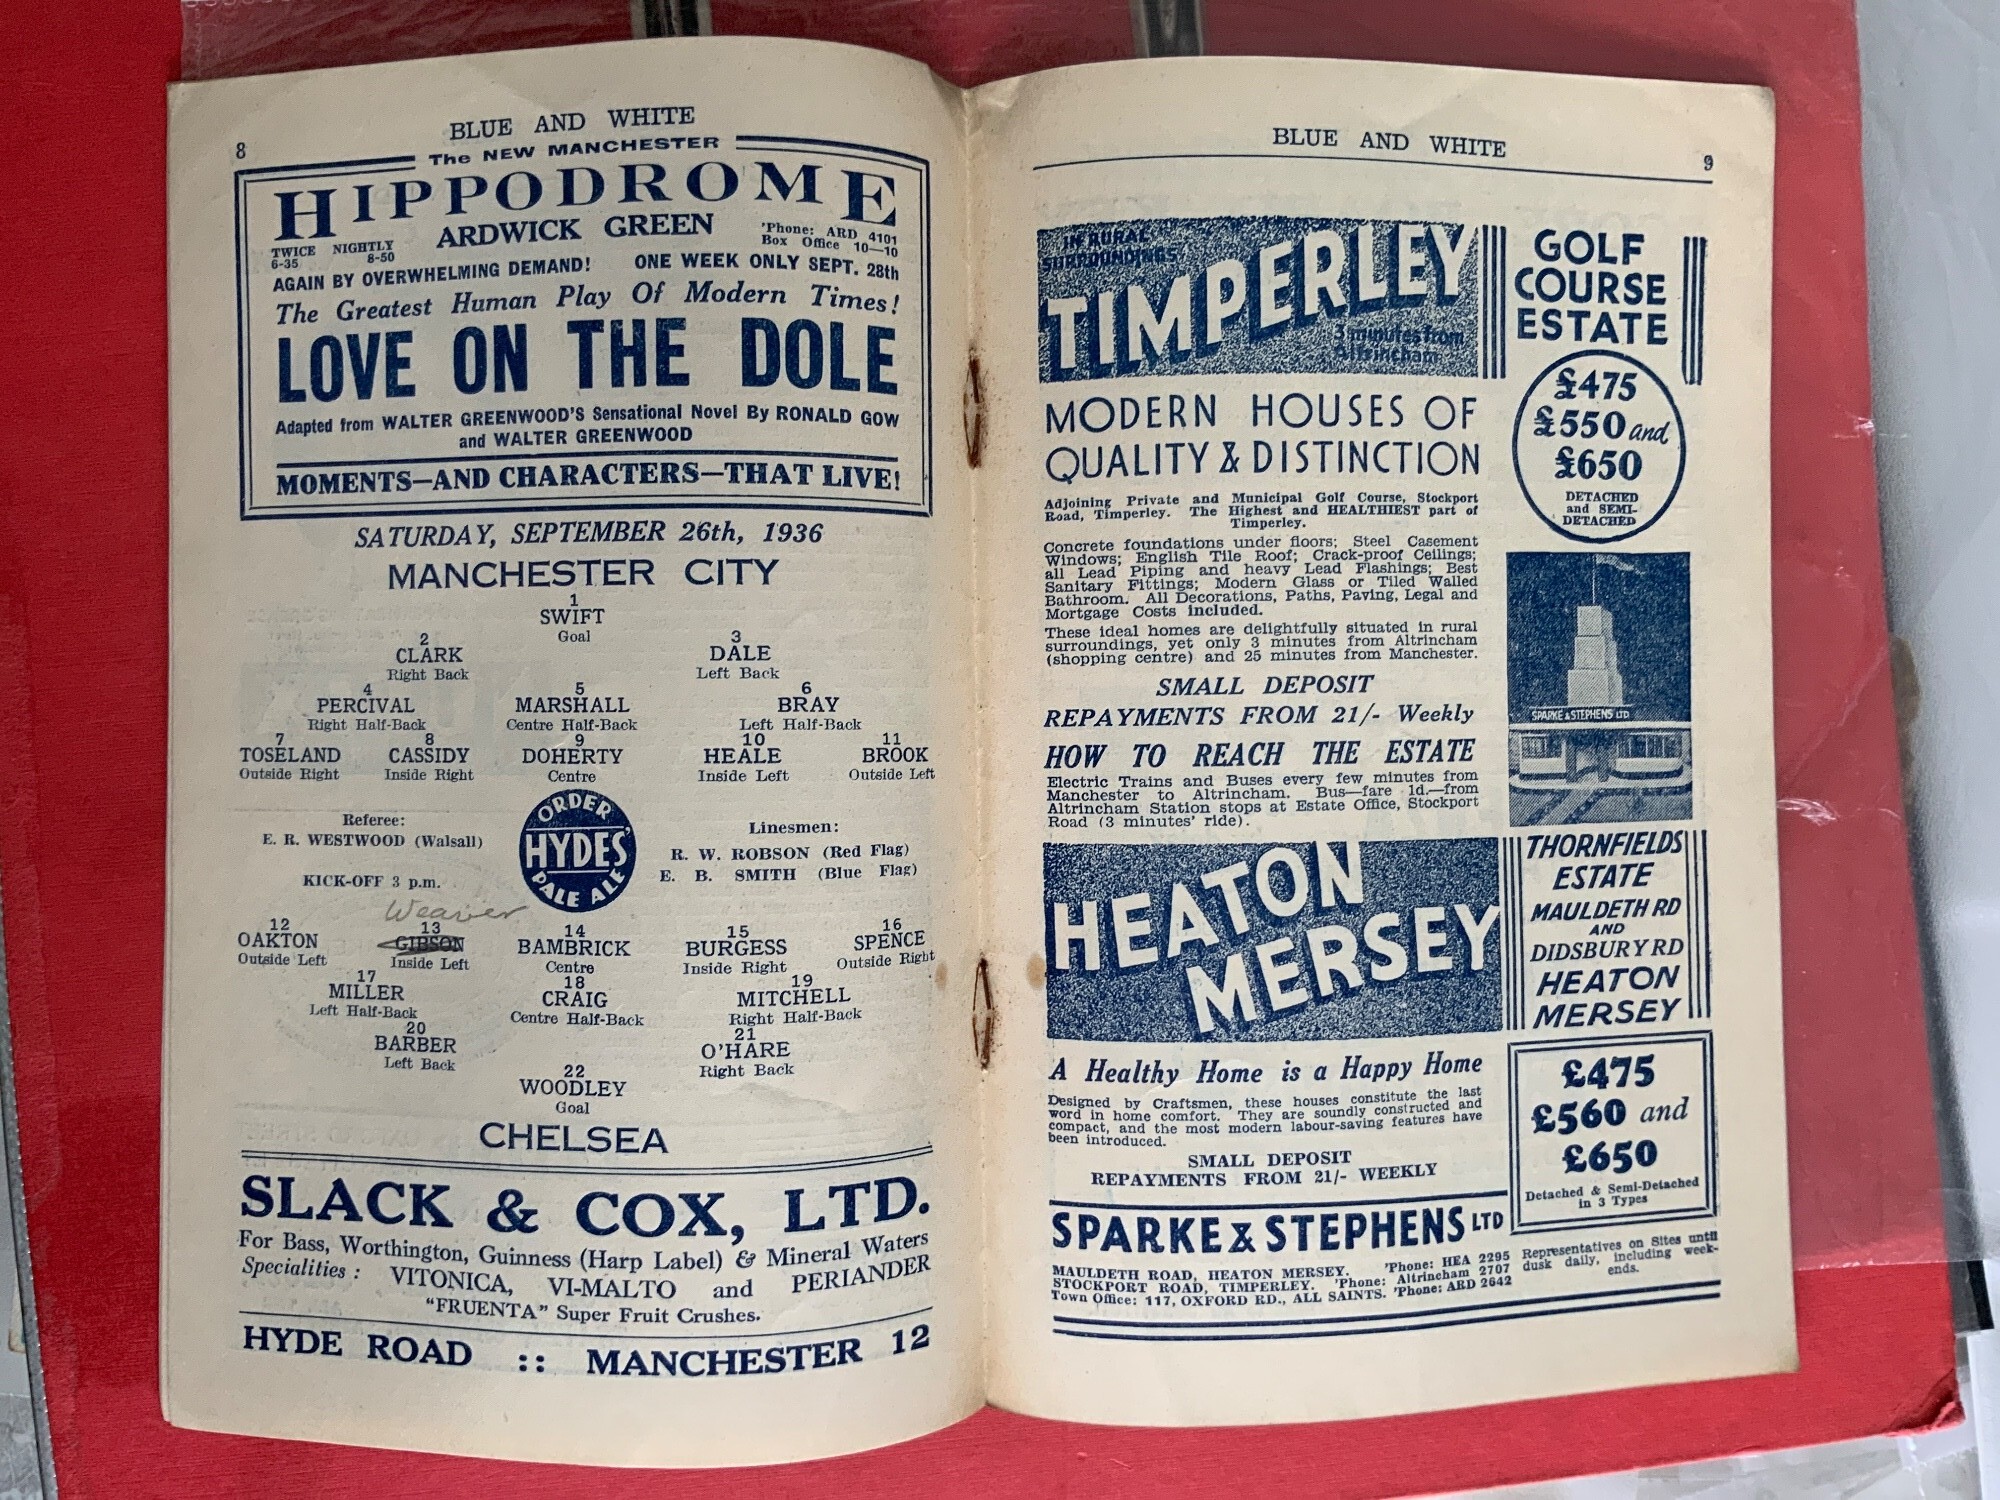 BLUE AND WHITE
8
The NEW MANCHESTER
HIPPODROME
ARDWICK GREEN
TWICE NIGHTLY
6-35 8-50
'Phone: ARD 4101
Box Office 10—10
AGAIN BY OVERWHELMING DEMAND! ONE WEEK ONLY SEPT. 28th
The Greatest Human Play Of Modern Times!
LOVE ON THE DOLE
Adapted from WALTER GREENWOOD'S Sensational Novel By RONALD GOW
and WALTER GREENWOOD
MOMENTS—AND CHARACTERS—THAT LIVE!
SATURDAY, SEPTEMBER 26th, 1936
MANCHESTER CITY
1
SWIFT
Goal
2 3
CLARK DALE
Right Back Left Back
4 5 6
PERCIVAL MARSHALL BRAY
Right Half-Back Centre Half-Back Left Half-Back
7 8 9 10 11
TOSELAND CASSIDY DOHERTY HEALE BROOK
Outside Right Inside Right Centre Inside Left Outside Left
Referee:
E. R. WESTWOOD (Walsall)
KICK-OFF 3 p.m.
ORDER
HYDES'
PALE ALE
Linesmen:
R. W. ROBSON (Red Flag)
E. B. SMITH (Blue Flag)
Weaver
12 13 14 15 16
OAKTON GIBSON BAMBRICK BURGESS SPENCE
Outside Left Inside Left Centre Inside Right Outside Right
17 18 19
MILLER CRAIG MITCHELL
Left Half-Back Centre Half-Back Right Half-Back
20 21
BARBER O'HARE
Left Back Right Back
22
WOODLEY
Goal
CHELSEA
SLACK & COX, LTD.
For Bass, Worthington, Guinness (Harp Label) & Mineral Waters
Specialities: VITONICA, VI-MALTO and PERIANDER
"FRUENTA" Super Fruit Crushes.
HYDE ROAD :: MANCHESTER 12
BLUE AND WHITE
9
IN RURAL
SURROUNDINGS
TIMPERLEY
3 minutes from
Altrincham
GOLF
COURSE
ESTATE
£475
£550 and
£650
DETACHED
and SEMI-
DETACHED
MODERN HOUSES OF
QUALITY & DISTINCTION
Adjoining Private and Municipal Golf Course, Stockport
Road, Timperley. The Highest and HEALTHIEST part of
Timperley.
Concrete foundations under floors; Steel Casement
Windows; English Tile Roof; Crack-proof Ceilings;
all Lead Piping and heavy Lead Flashings; Best
Sanitary Fittings; Modern Glass or Tiled Walled
Bathroom. All Decorations, Paths, Paving, Legal and
Mortgage Costs included.
These ideal homes are delightfully situated in rural
surroundings, yet only 3 minutes from Altrincham
(shopping centre) and 25 minutes from Manchester.
SMALL DEPOSIT
REPAYMENTS FROM 21/- Weekly
HOW TO REACH THE ESTATE
Electric Trains and Buses every few minutes from
Manchester to Altrincham. Bus—fare 1d.—from
Altrincham Station stops at Estate Office, Stockport
Road (3 minutes' ride).
SPARKE & STEPHENS LTD
HEATON
MERSEY
THORNFIELDS
ESTATE
MAULDETH RD
AND
DIDSBURY RD
HEATON
MERSEY
A Healthy Home is a Happy Home
Designed by Craftsmen, these houses constitute the last
word in home comfort. They are soundly constructed and
compact, and the most modern labour-saving features have
been introduced.
SMALL DEPOSIT
REPAYMENTS FROM 21/- WEEKLY
£475
£560 and
£650
Detached & Semi-Detached
in 3 Types
SPARKE & STEPHENS LTD
MAULDETH ROAD, HEATON MERSEY. 'Phone: HEA 2295
STOCKPORT ROAD, TIMPERLEY. 'Phone: Altrincham 2707
Town Office: 117, OXFORD RD., ALL SAINTS. 'Phone: ARD 2642
Representatives on Sites until
dusk daily, including week-
ends.